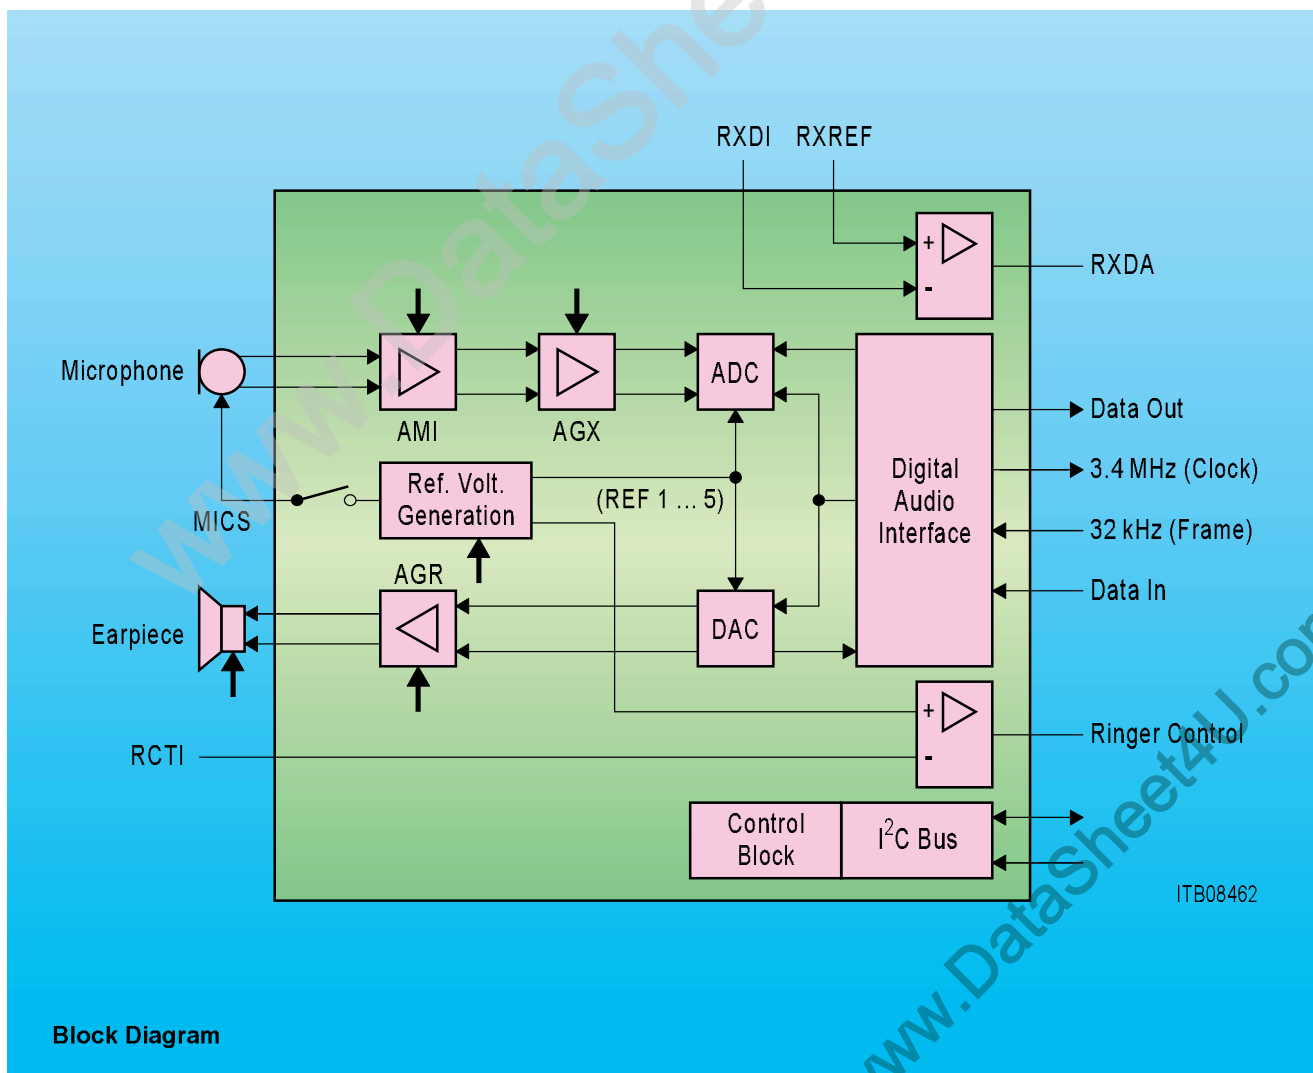 www.DataShe
RXDI RXREF
+
-
RXDA
Microphone
AMI
AGX
ADC
Digital
Audio
Interface
Data Out
3.4 MHz (Clock)
32 kHz (Frame)
Data In
Ref. Volt.
Generation
(REF 1 ... 5)
MICS
AGR
Earpiece
DAC
+
-
Ringer Control
RCTI
Control
Block
I²C Bus
ITB08462
Block Diagram
www.DataSheet4U.com